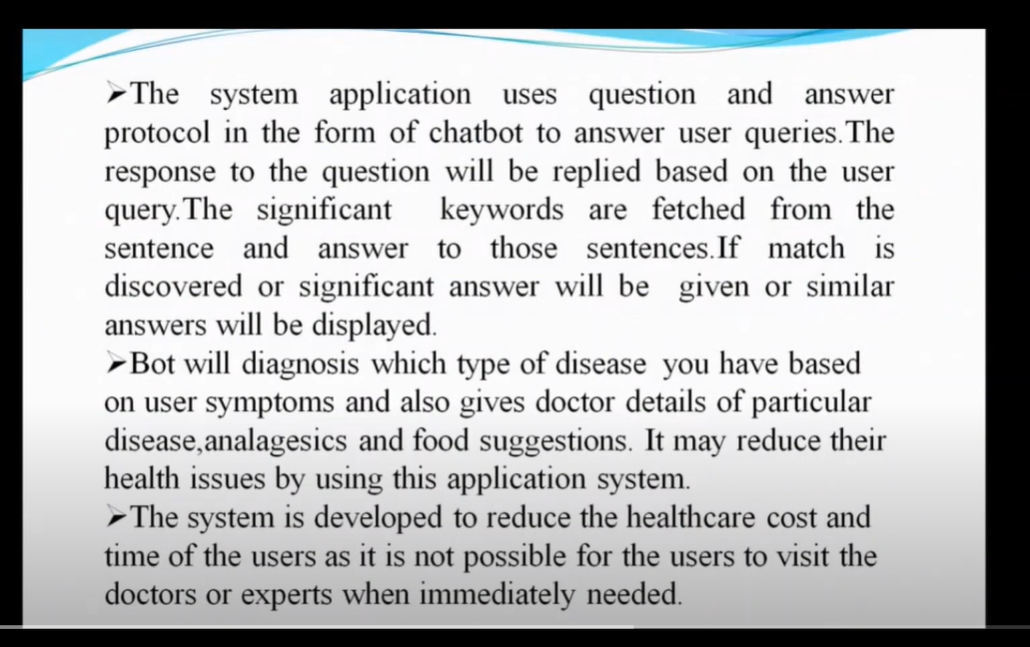 ➢The system application uses question and answer
protocol in the form of chatbot to answer user queries.The
response to the question will be replied based on the user
query.The significant keywords are fetched from the
sentence and answer to those sentences.If match is
discovered or significant answer will be given or similar
answers will be displayed.
➢Bot will diagnosis which type of disease you have based
on user symptoms and also gives doctor details of particular
disease,analagesics and food suggestions. It may reduce their
health issues by using this application system.
➢The system is developed to reduce the healthcare cost and
time of the users as it is not possible for the users to visit the
doctors or experts when immediately needed.